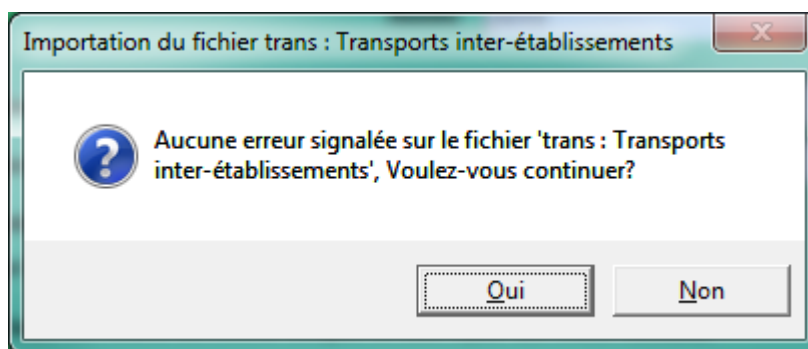 Importation du fichier trans : Transports inter-établissements
Aucune erreur signalée sur le fichier 'trans : Transports
inter-établissements', Voulez-vous continuer?
Oui
Non